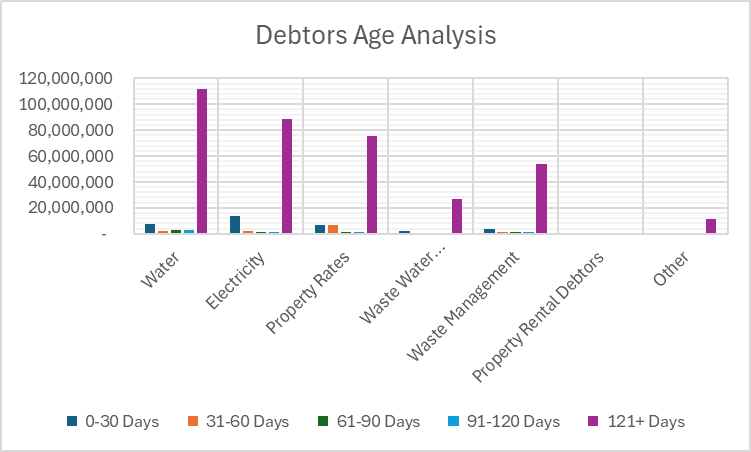 Debtors Age Analysis
120,000,000
100,000,000
80,000,000
60,000,000
40,000,000
20,000,000
-
Water
Electricity
Property Rates
Waste Water...
Waste Management
Property Rental Debtors
Other
0-30 Days 31-60 Days 61-90 Days 91-120 Days 121+ Days